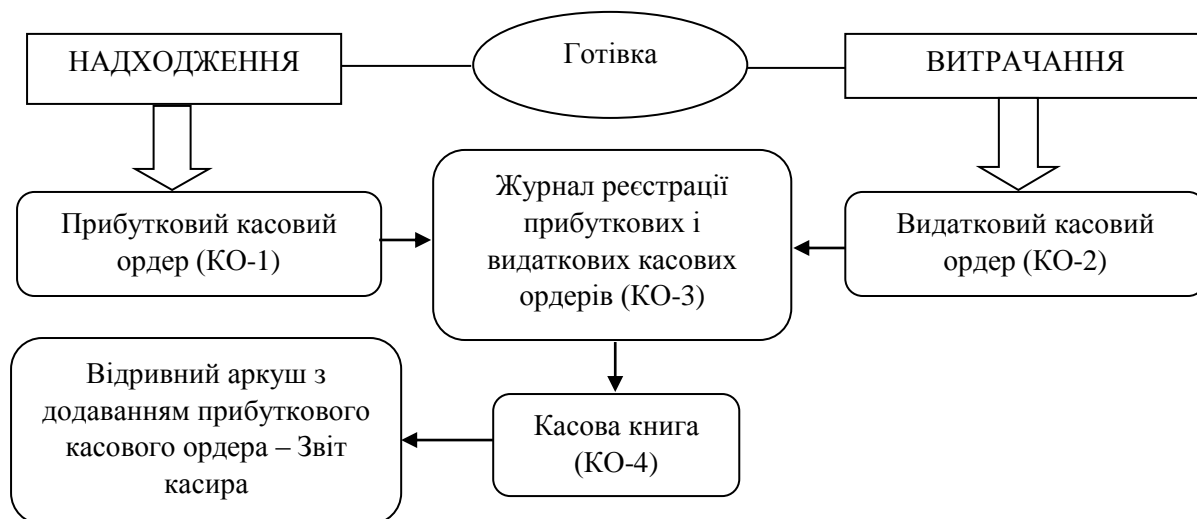 НАДХОДЖЕННЯ
Готівка
ВИТРАЧАННЯ
Прибутковий касовий
ордер (КО-1)
Журнал реєстрації
прибуткових і
видаткових касових
ордерів (КО-3)
Видатковий касовий
ордер (КО-2)
Відривний аркуш з
додаванням прибуткового
касового ордера – Звіт
касира
Касова книга
(КО-4)